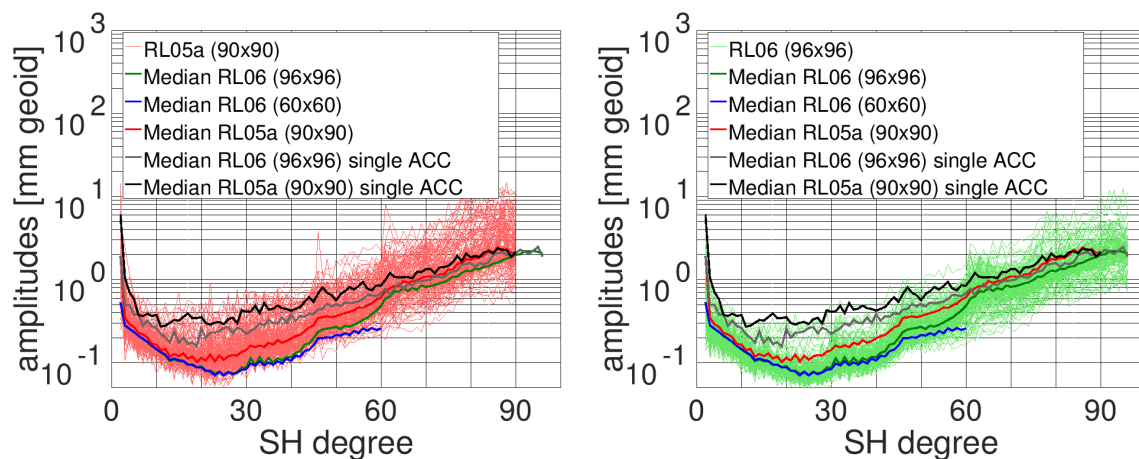 amplitudes [mm geoid]
10 3
10 2
10 1
10 0
10 -1
RL05a (90x90)
Median RL06 (96x96)
Median RL06 (60x60)
Median RL05a (90x90)
Median RL06 (96x96) single ACC
Median RL05a (90x90) single ACC
0 30 60 90
SH degree
amplitudes [mm geoid]
10 3
10 2
10 1
10 0
10 -1
RL06 (96x96)
Median RL06 (96x96)
Median RL06 (60x60)
Median RL05a (90x90)
Median RL06 (96x96) single ACC
Median RL05a (90x90) single ACC
0 30 60 90
SH degree